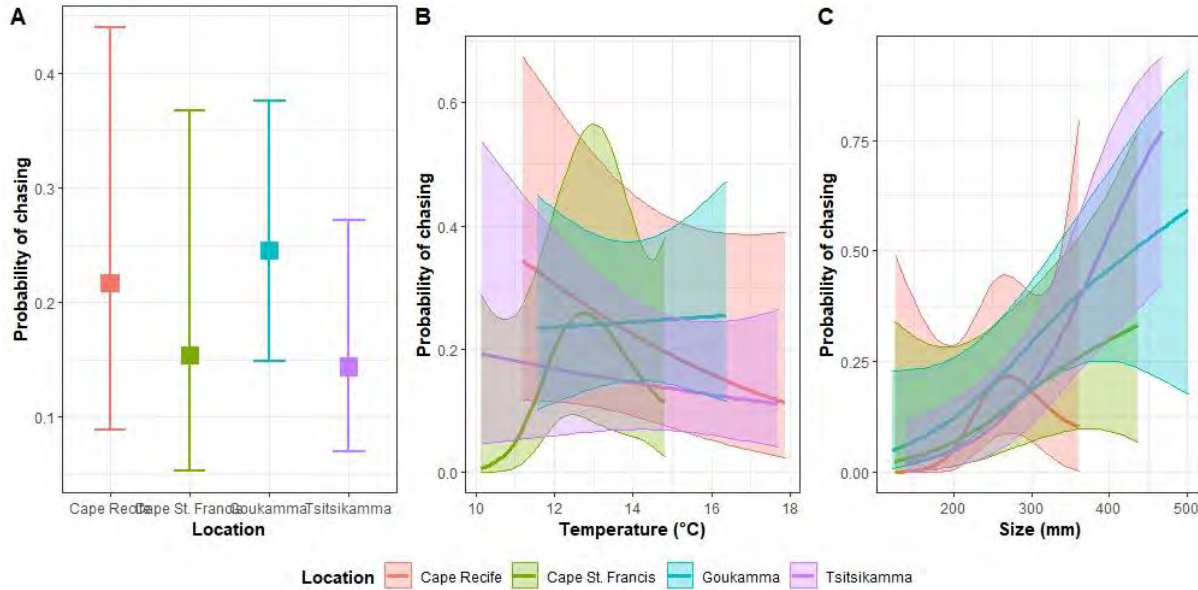 A
B
C
Probability of chasing
0.4
0.3
0.2
0.1
Cape Recife Cape St. Francis Goukamma Tsitsikamma
Location
Probability of chasing
0.6
0.4
0.2
0.0
10 12 14 16 18
Temperature (°C)
Probability of chasing
0.75
0.50
0.25
0.00
200 300 400 500
Size (mm)
Location Cape Recife Cape St. Francis Goukamma Tsitsikamma